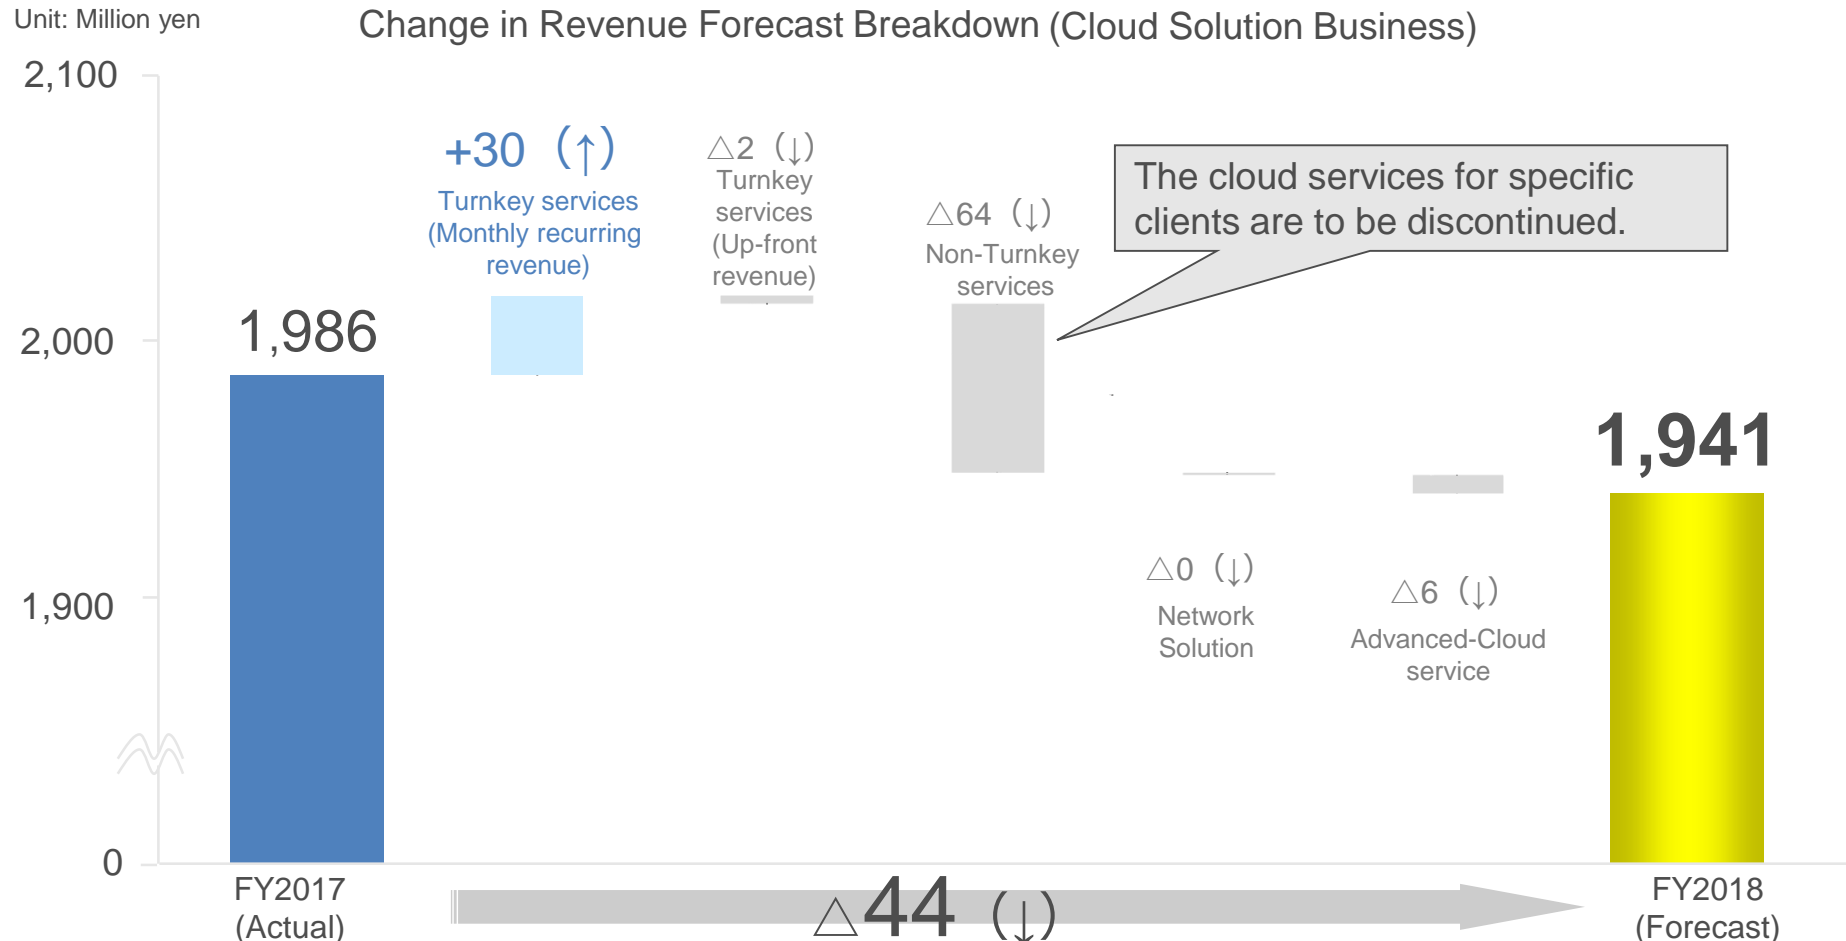 Unit: Million yen
Change in Revenue Forecast Breakdown (Cloud Solution Business)
2,100
2,000
1,900
0
1,986
+30 (↑)
Turnkey services
(Monthly recurring
revenue)
△2 (↓)
Turnkey
services
(Up-front
revenue)
△64 (↓)
Non-Turnkey
services
The cloud services for specific
clients are to be discontinued.
△0 (↓)
Network
Solution
△6 (↓)
Advanced-Cloud
service
1,941
FY2017
(Actual)
△44 (↓)
FY2018
(Forecast)